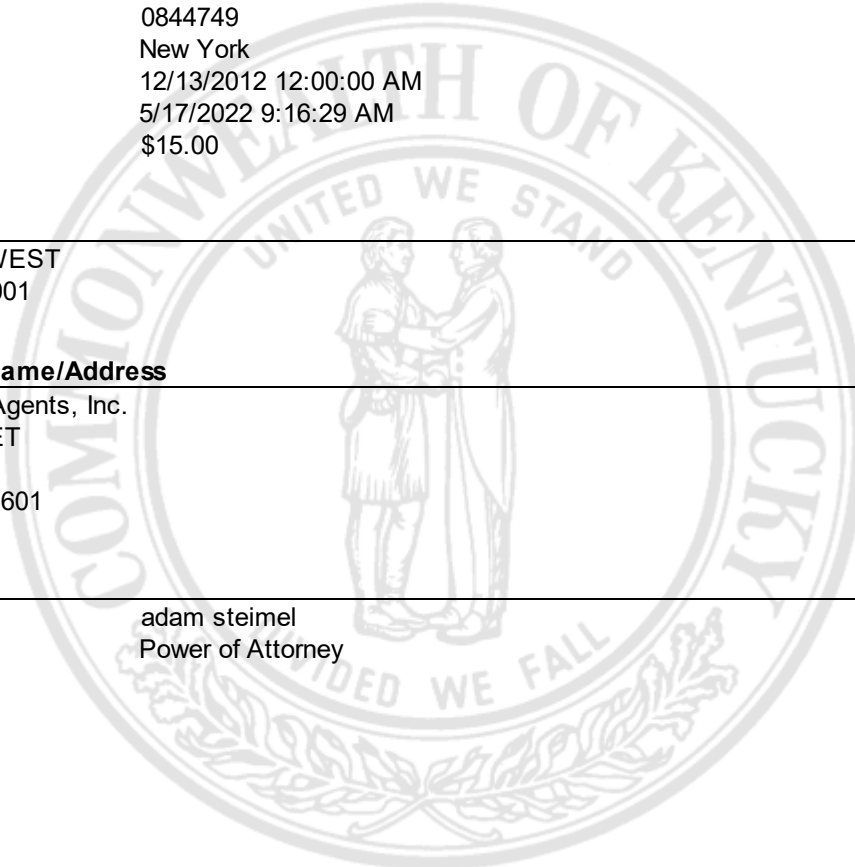 0844749
New York
12/13/2012 12:00:00 AM
5/17/2022 9:16:29 AM
$15.00
WEST
001
ame/Address
Agents, Inc.
ET
601
adam steimel
Power of Attorney
COMMONWEALTH OF KENTUCKY
UNITED WE STAND
DIVIDED WE FALL